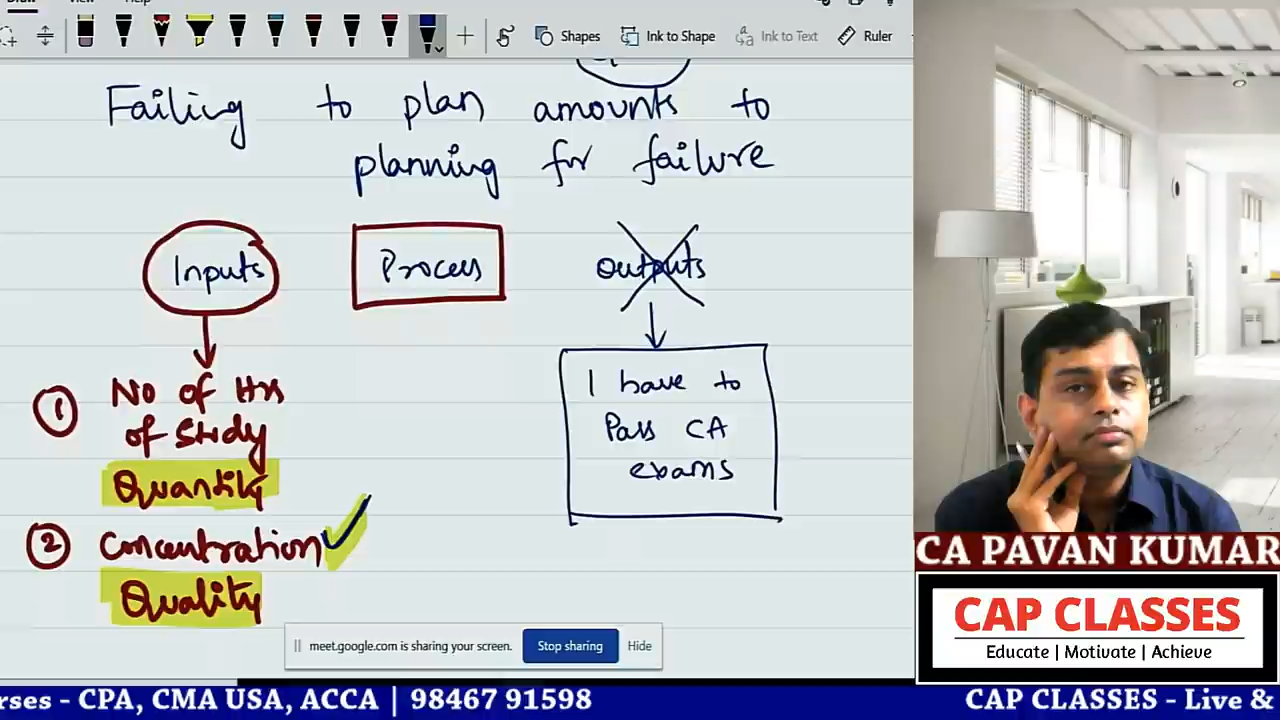 Draw
View
Help
Shapes
Ink to Shape
Ink to Text
Ruler
Failing to plan amounts to
planning for failure
Inputs
Process
outputs
1 No of Hrs
of Study
Quantity
2 Concentration
Quality
I have to
Pass CA
exams
meet.google.com is sharing your screen.
Stop sharing
Hide
CA PAVAN KUMAR
CAP CLASSES
Educate | Motivate | Achieve
rses - CPA, CMA USA, ACCA | 98467 91598
CAP CLASSES - Live &